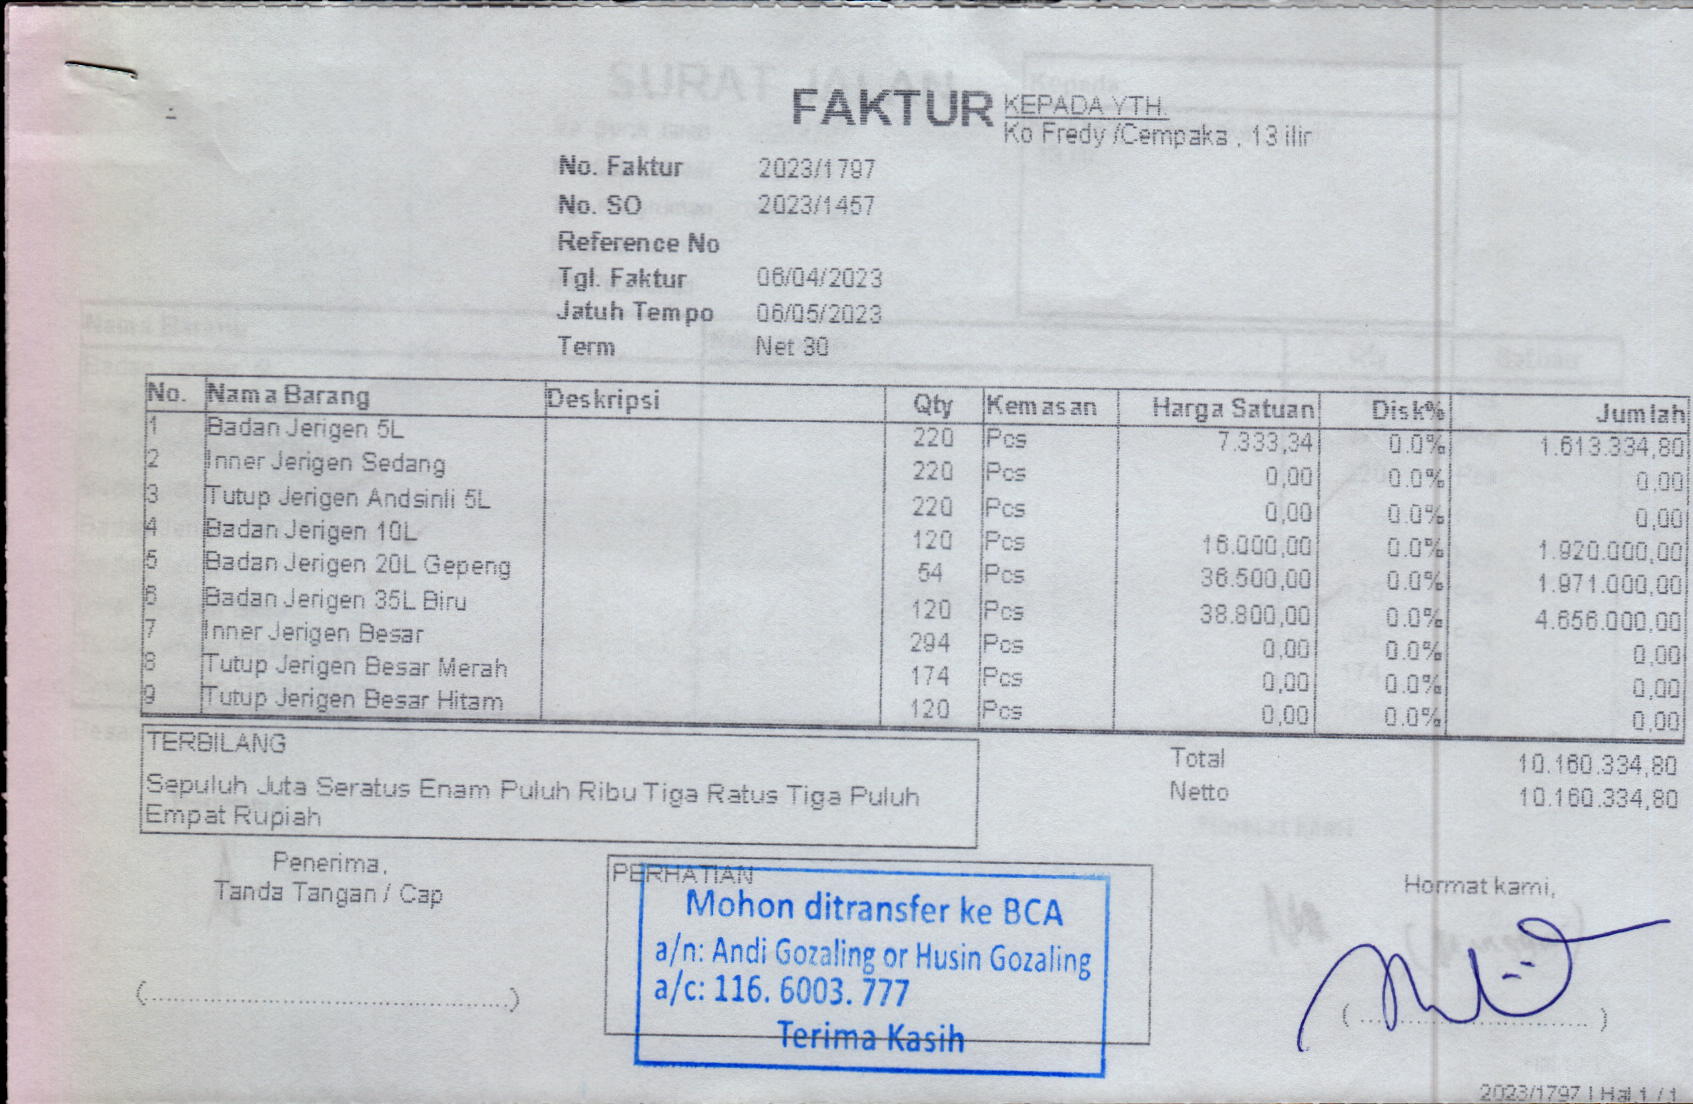 FAKTUR
KEPADA YTH.
Ko Fredy /Cempaka , 13 ilir
No. Faktur 2023/1797
No. SO 2023/1457
Reference No
Tgl. Faktur 06/04/2023
Jatuh Tempo 06/05/2023
Term Net 30
No. Nama Barang Deskripsi Qty Kemasan Harga Satuan Disk% Jumlah
1 Badan Jerigen 5L 220 Pcs 7.333,34 0.0% 1.613.334,80
2 Inner Jerigen Sedang 220 Pcs 0,00 0.0% 0,00
3 Tutup Jerigen Andsinli 5L 220 Pcs 0,00 0.0% 0,00
4 Badan Jerigen 10L 120 Pcs 16.000,00 0.0% 1.920.000,00
5 Badan Jerigen 20L Gepeng 54 Pcs 36.500,00 0.0% 1.971.000,00
6 Badan Jerigen 35L Biru 120 Pcs 38.800,00 0.0% 4.656.000,00
7 Inner Jerigen Besar 294 Pcs 0,00 0.0% 0,00
8 Tutup Jerigen Besar Merah 174 Pcs 0,00 0.0% 0,00
9 Tutup Jerigen Besar Hitam 120 Pcs 0,00 0.0% 0,00
TERBILANG
Sepuluh Juta Seratus Enam Puluh Ribu Tiga Ratus Tiga Puluh
Empat Rupiah
Total 10.160.334,80
Netto 10.160.334,80
Penerima,
Tanda Tangan / Cap
PERHATIAN
Mohon ditransfer ke BCA
a/n: Andi Gozaling or Husin Gozaling
a/c: 116. 6003. 777
Terima Kasih
Hormat kami,
2023/1797 | Hal 1 / 1
SURAT JALAN
Kepada
Nama Barang